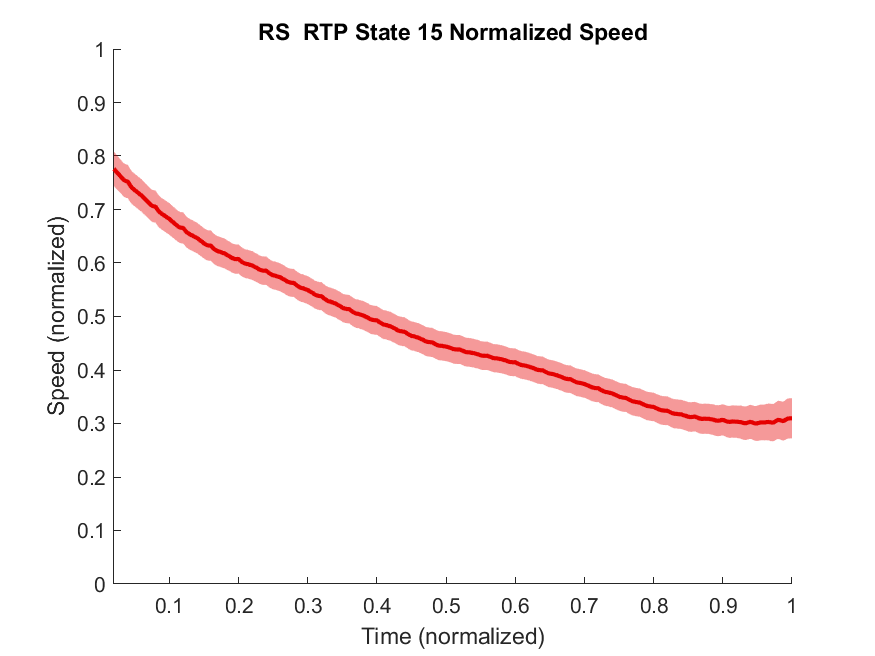 RS  RTP State 15 Normalized Speed
1
0.9
0.8
0.7
0.6
0.5
0.4
0.3
0.2
0.1
0
Speed (normalized)
0.1 0.2 0.3 0.4 0.5 0.6 0.7 0.8 0.9 1
Time (normalized)